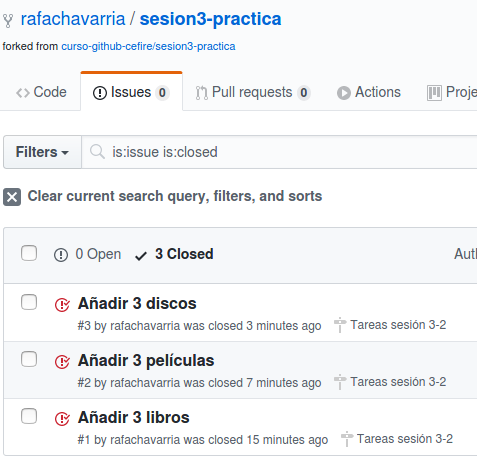 rafachavarria / sesion3-practica
forked from curso-github-cefire/sesion3-practica
Code Issues 0 Pull requests 0 Actions Proje
Filters is:issue is:closed
Clear current search query, filters, and sorts
0 Open 3 Closed Aut
Añadir 3 discos
#3 by rafachavarria was closed 3 minutes ago Tareas sesión 3-2
Añadir 3 películas
#2 by rafachavarria was closed 7 minutes ago Tareas sesión 3-2
Añadir 3 libros
#1 by rafachavarria was closed 15 minutes ago Tareas sesión 3-2